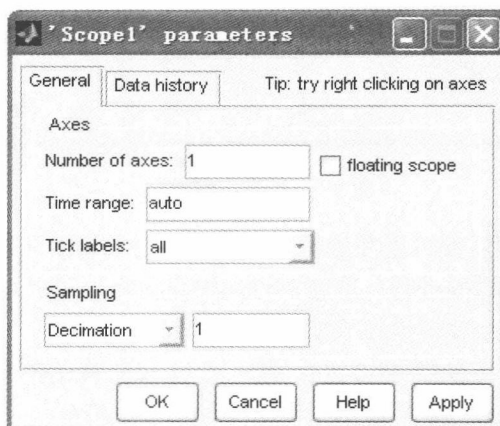 'Scope1' parameters
General
Data history
Tip: try right clicking on axes
Axes
Number of axes: 1
floating scope
Time range: auto
Tick labels: all
Sampling
Decimation 1
OK
Cancel
Help
Apply